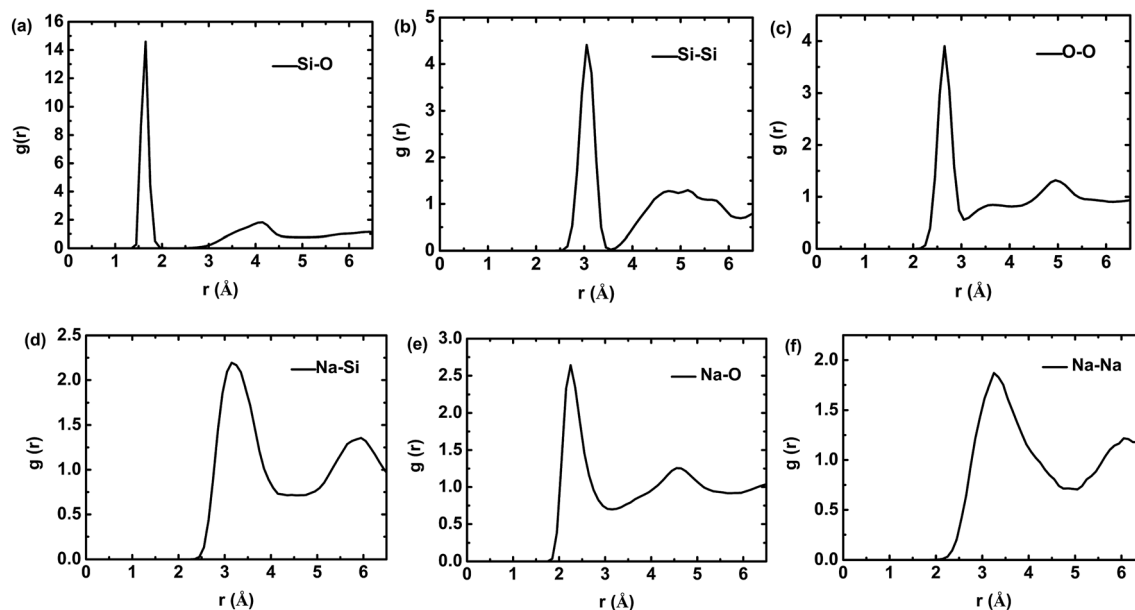 (a)
Si-O
16
14
12
10
8
6
4
2
0
g(r)
0 1 2 3 4 5 6
r (Å)
(b)
Si-Si
5
4
3
2
1
0
g (r)
0 1 2 3 4 5 6
r (Å)
(c)
O-O
4
3
2
1
0
g (r)
0 1 2 3 4 5 6
r (Å)
(d)
Na-Si
2.5
2.0
1.5
1.0
0.5
0.0
g (r)
0 1 2 3 4 5 6
r (Å)
(e)
Na-O
3.0
2.5
2.0
1.5
1.0
0.5
0.0
g (r)
0 1 2 3 4 5 6
r (Å)
(f)
Na-Na
2.0
1.5
1.0
0.5
0.0
g (r)
0 1 2 3 4 5 6
r (Å)